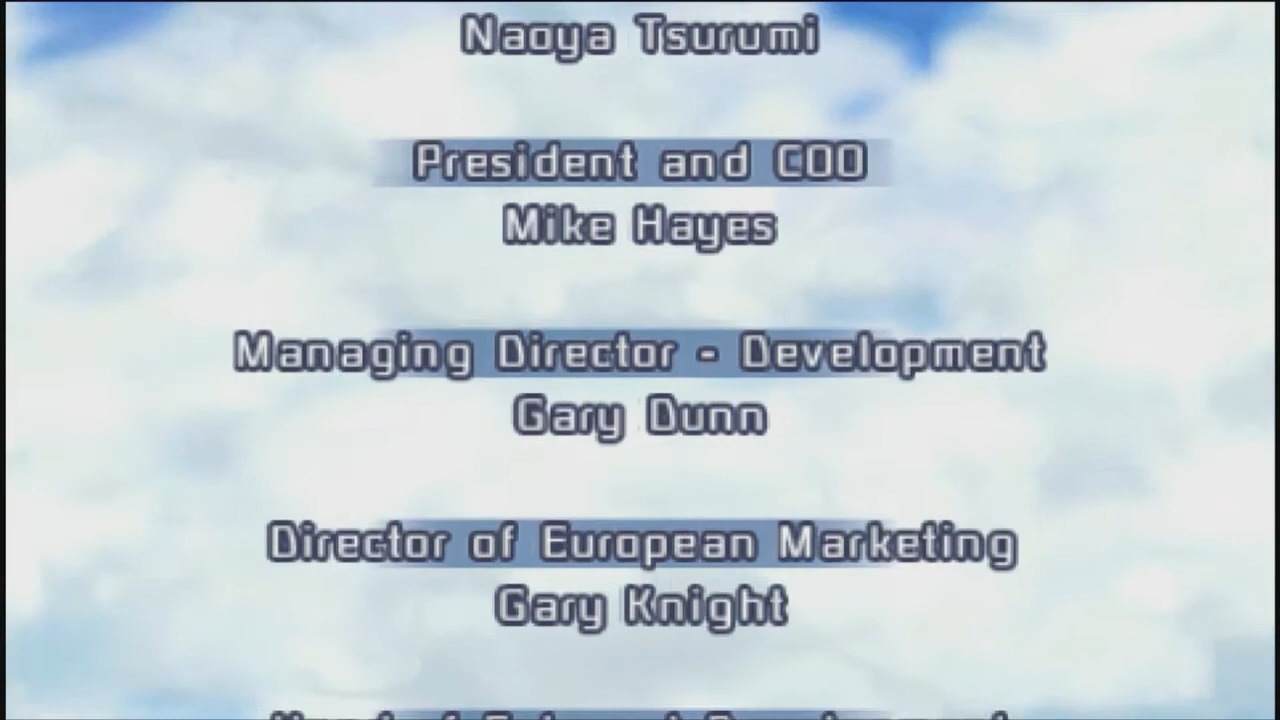 Naoya Tsurumi
President and COO
Mike Hayes
Managing Director - Development
Gary Dunn
Director of European Marketing
Gary Knight